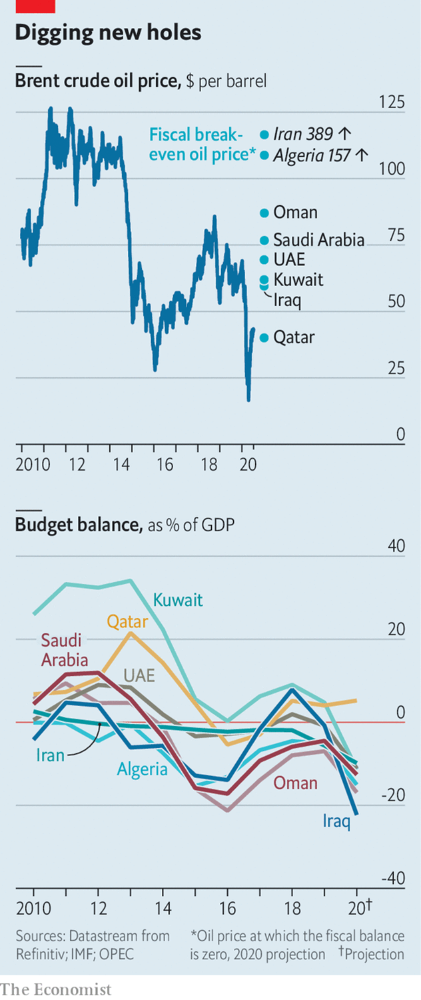 Digging new holes
Brent crude oil price, $ per barrel
125
Fiscal break-
even oil price*
Iran 389 ↑
Algeria 157 ↑
100
Oman
75
Saudi Arabia
UAE
Kuwait
Iraq
50
Qatar
25
0
2010 12 14 16 18 20
Budget balance, as % of GDP
40
Kuwait
Qatar
20
Saudi
Arabia
UAE
0
Iran
Algeria
Oman
-20
Iraq
-40
2010 12 14 16 18 20†
Sources: Datastream from
Refinitiv; IMF; OPEC
*Oil price at which the fiscal balance
is zero, 2020 projection †Projection
The Economist